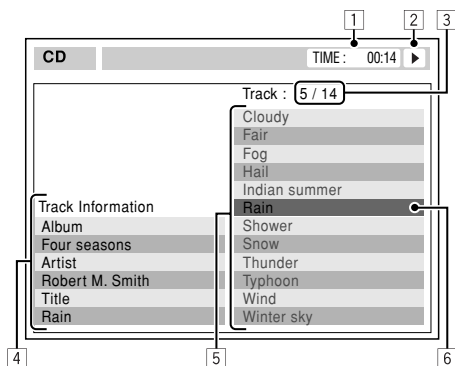 1 2 3
CD
TIME : 00:14
Track : 5 / 14
Cloudy
Fair
Fog
Hail
Indian summer
Rain
Shower
Snow
Thunder
Typhoon
Wind
Winter sky
Track Information
Album
Four seasons
Artist
Robert M. Smith
Title
Rain
4 5 6